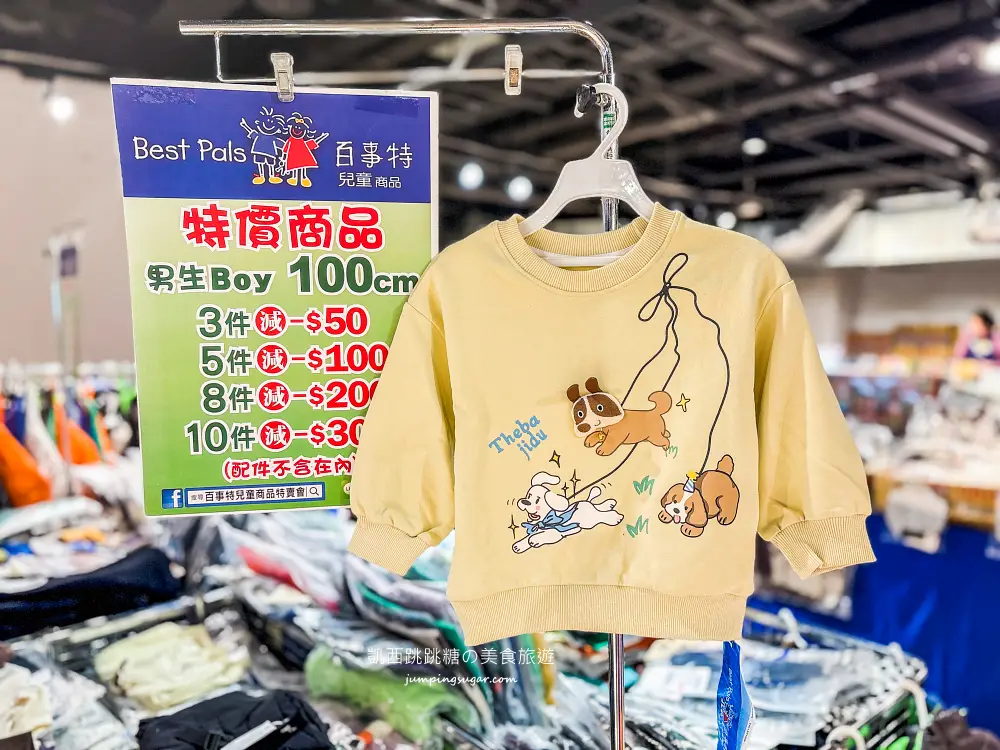 Best Pals 百事特
兒童 商品
特價商品
男生Boy 100cm
3件減-$50
5件減-$100
8件減-$200
10件減-$30
(配件不含在內
f 搜尋 百事特兒童商品特賣會
Theba
jidu
凱西跳跳糖の美食旅遊
jumpingsugar.com